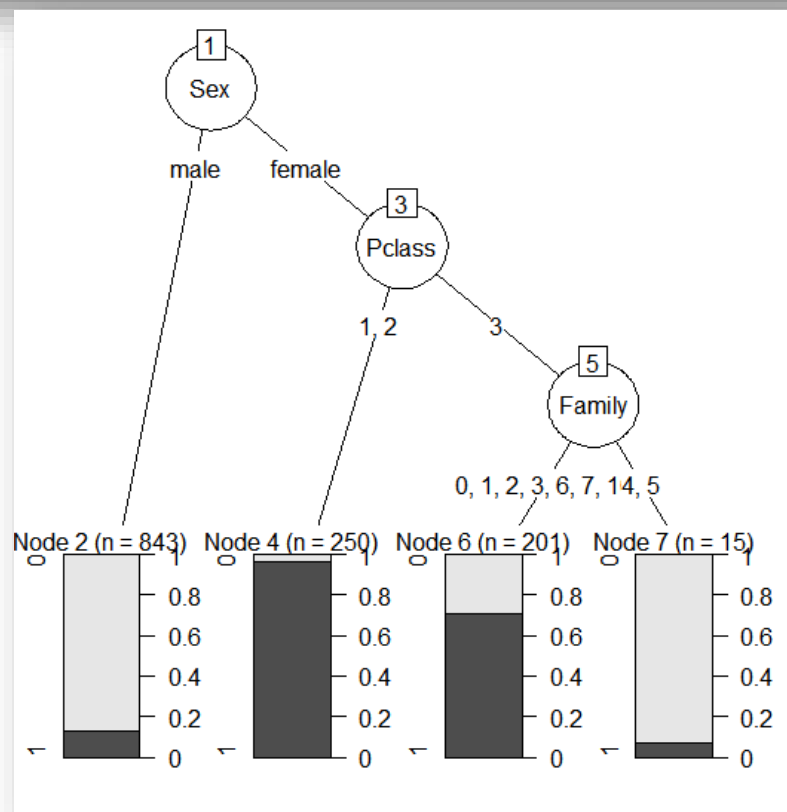 1
Sex
male female
3
Pclass
1, 2 3
5
Family
0, 1, 2, 3, 6, 7, 14, 5
Node 2 (n = 843) Node 4 (n = 250) Node 6 (n = 201) Node 7 (n = 15)
0 1 0 1 0 1 0 1
0.8 0.8 0.8 0.8
0.6 0.6 0.6 0.6
0.4 0.4 0.4 0.4
0.2 0.2 0.2 0.2
1 0 1 0 1 0 1 0